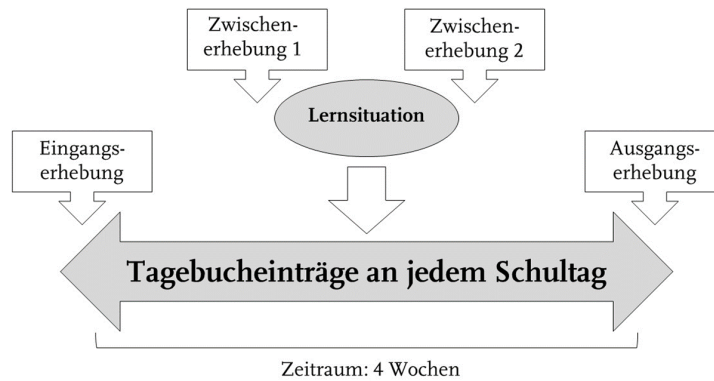 Zwischen-
erhebung 1
Zwischen-
erhebung 2
Lernsituation
Eingangs-
erhebung
Ausgangs-
erhebung
Tagebucheinträge an jedem Schultag
Zeitraum: 4 Wochen